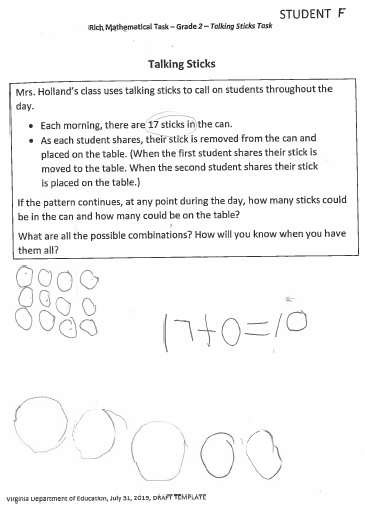 STUDENT F
Rich Mathematical Task – Grade 2 – Talking Sticks Task
Talking Sticks
Mrs. Holland's class uses talking sticks to call on students throughout the
day.
• Each morning, there are 17 sticks in the can.
• As each student shares, their stick is removed from the can and
placed on the table. (When the first student shares their stick is
moved to the table. When the second student shares their stick
is placed on the table.)
If the pattern continues, at any point during the day, how many sticks could
be in the can and how many could be on the table?
What are all the possible combinations? How will you know when you have
them all?
17+0=10
Virginia Department of Education, July 31, 2019, DRAFT TEMPLATE